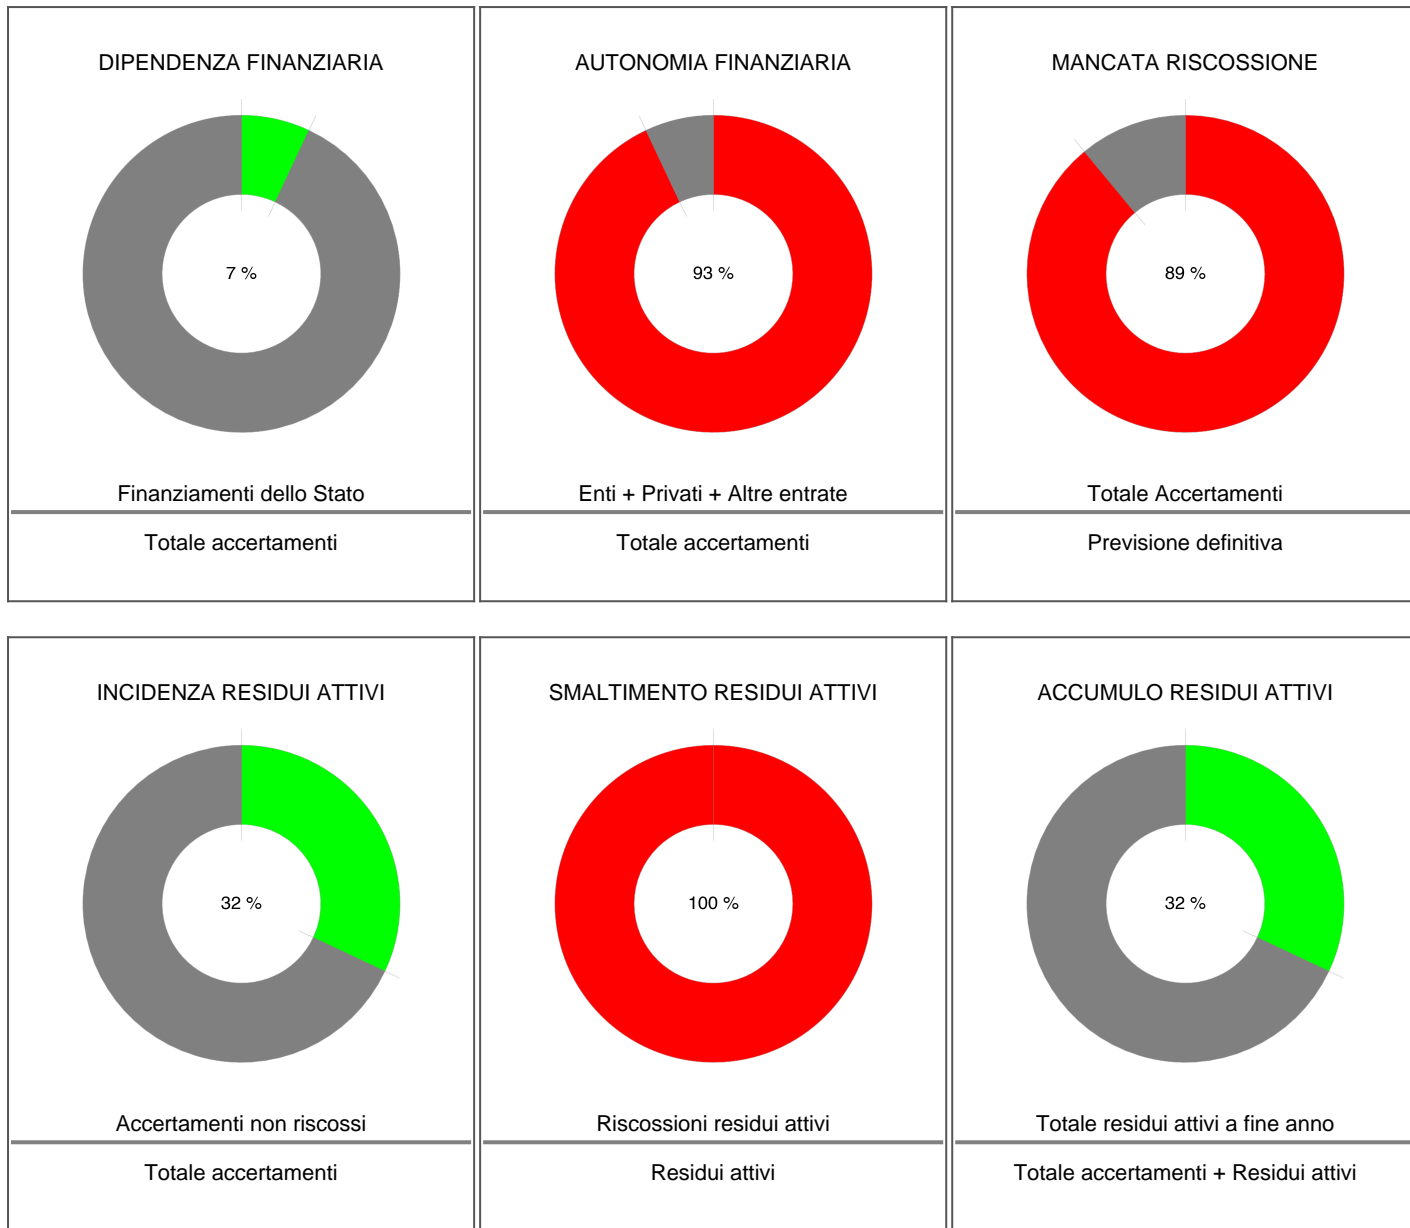 DIPENDENZA FINANZIARIA
7 %
Finanziamenti dello Stato
Totale accertamenti
AUTONOMIA FINANZIARIA
93 %
Enti + Privati + Altre entrate
Totale accertamenti
MANCATA RISCOSSIONE
89 %
Totale Accertamenti
Previsione definitiva
INCIDENZA RESIDUI ATTIVI
32 %
Accertamenti non riscossi
Totale accertamenti
SMALTIMENTO RESIDUI ATTIVI
100 %
Riscossioni residui attivi
Residui attivi
ACCUMULO RESIDUI ATTIVI
32 %
Totale residui attivi a fine anno
Totale accertamenti + Residui attivi